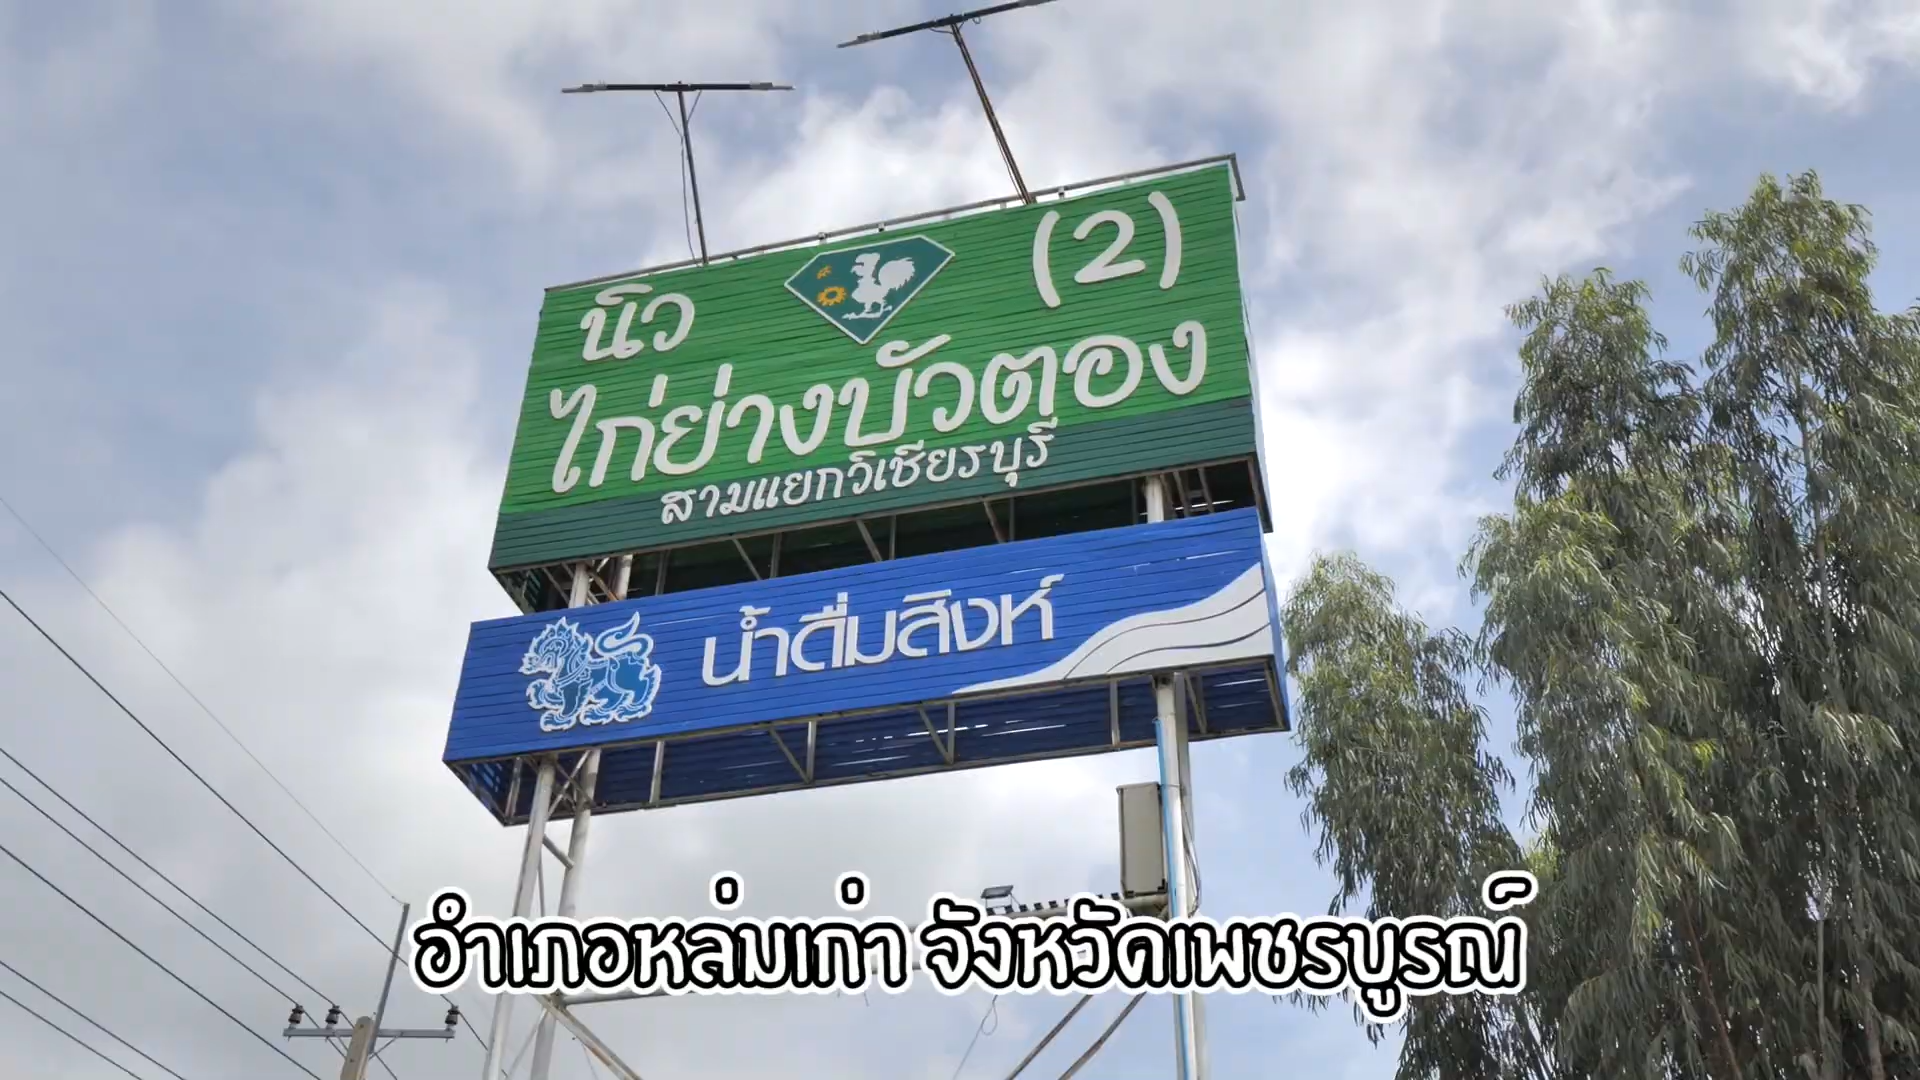 นิว (2)
ไก่ย่างบัวตอง
สามแยกวิเชียรบุรี
น้ำดื่มสิงห์
อำเภอหล่มเก่า จังหวัดเพชรบูรณ์